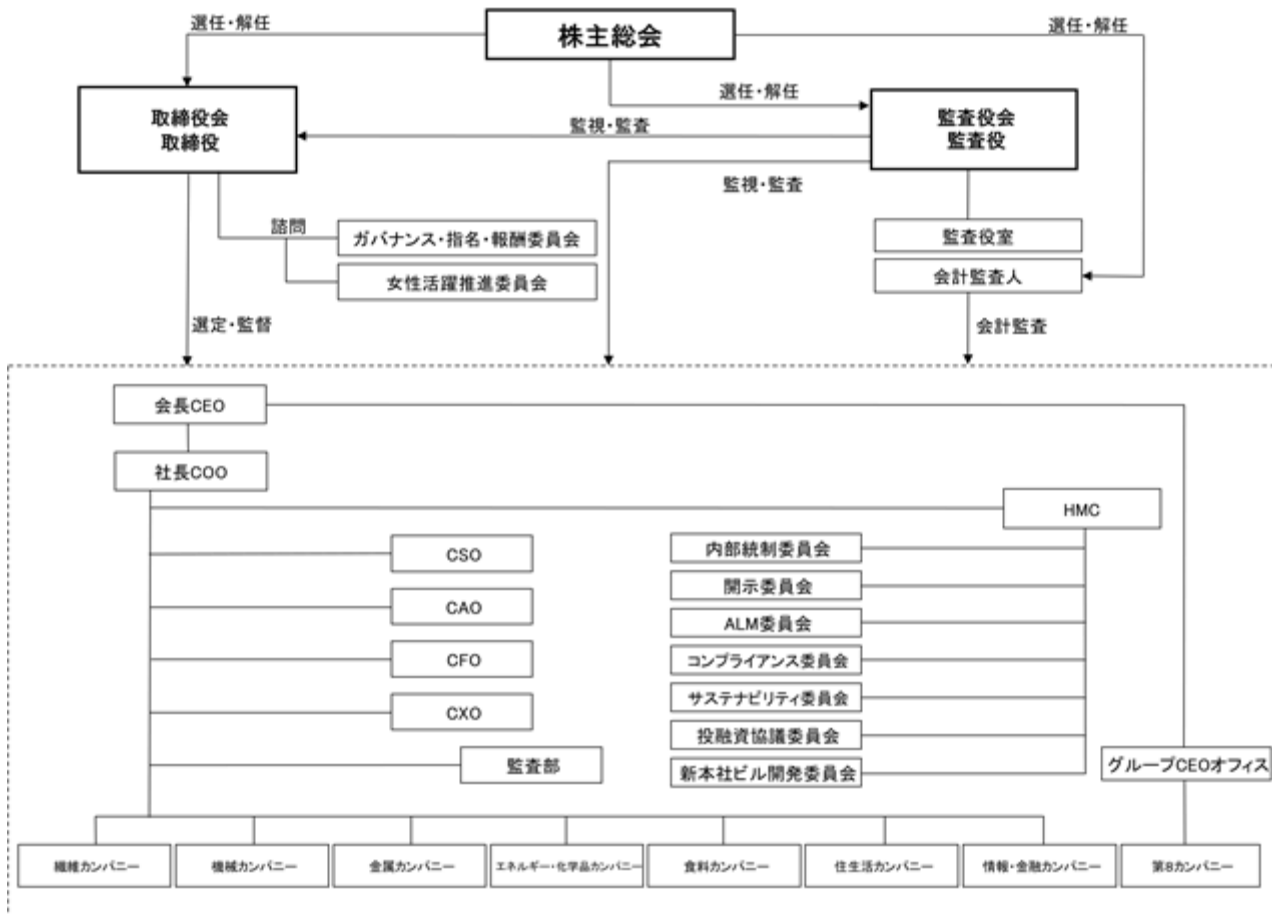 選任・解任
株主総会
選任・解任
選任・解任
取締役会
取締役
監視・監査
監査役会
監査役
監視・監査
諮問
ガバナンス・指名・報酬委員会
監査役室
女性活躍推進委員会
会計監査人
選定・監督
会計監査
会長CEO
社長COO
HMC
CSO
内部統制委員会
開示委員会
CAO
ALM委員会
CFO
コンプライアンス委員会
サステナビリティ委員会
CXO
投融資協議委員会
監査部
新本社ビル開発委員会
グループCEOオフィス
繊維カンパニー
機械カンパニー
金属カンパニー
エネルギー・化学品カンパニー
食料カンパニー
住生活カンパニー
情報・金融カンパニー
第8カンパニー